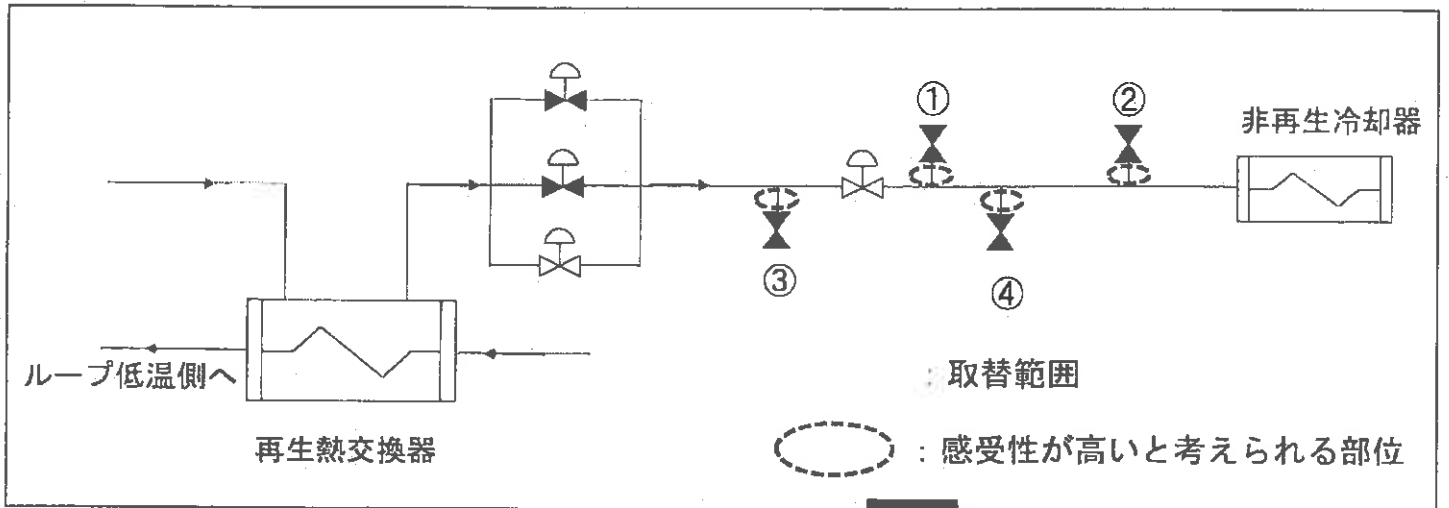 ①
②
非再生冷却器
③
④
ループ低温側へ
：取替範囲
再生熱交換器
：感受性が高いと考えられる部位